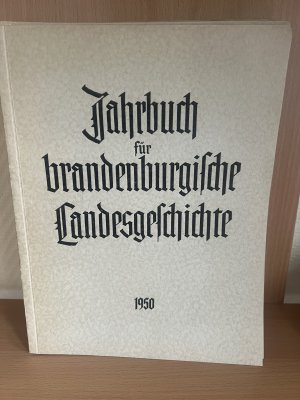 Jahrbuch
für
brandenburgische
Landesgeschichte
1950